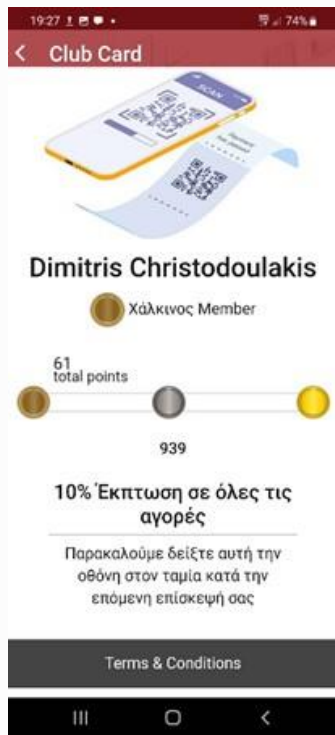 19:27
74%
Club Card
SCAN
Dimitris Christodoulakis
Χάλκινος Member
61
total points
939
10% Έκπτωση σε όλες τις
αγορές
Παρακαλούμε δείξτε αυτή την
οθόνη στον ταμία κατά την
επόμενη επίσκεψή σας
Terms & Conditions